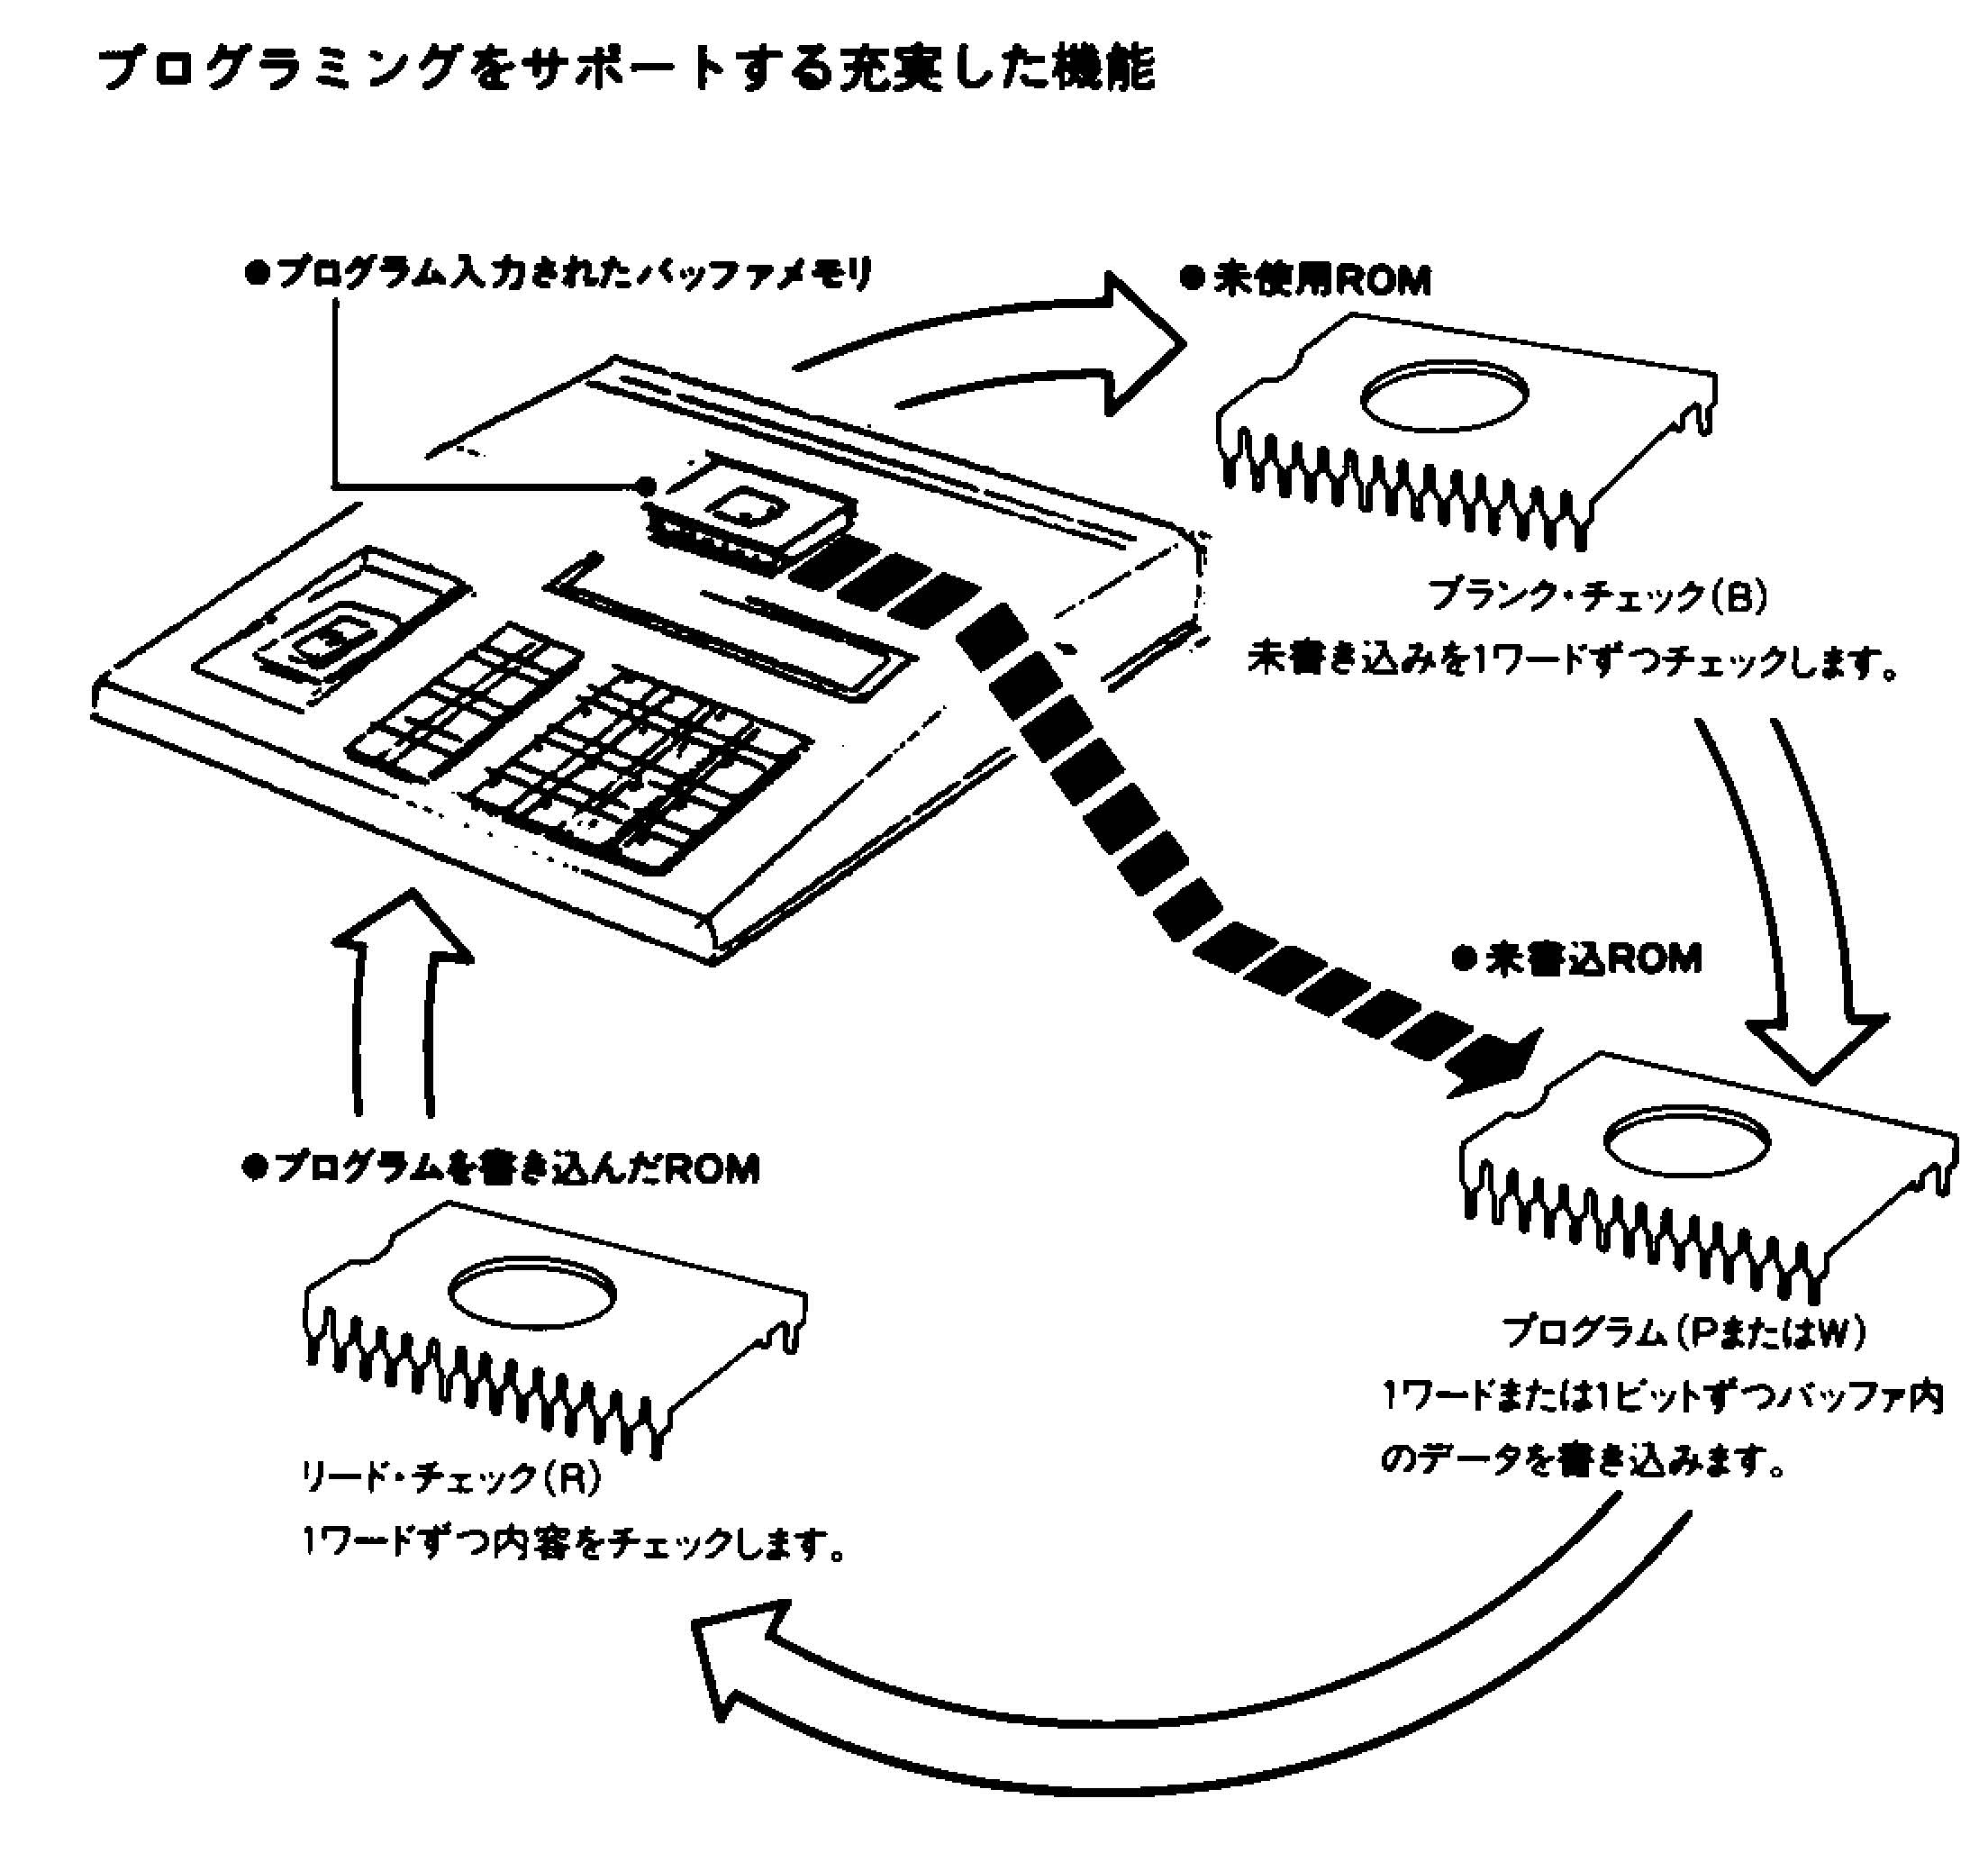 プログラミングをサポートする充実した機能
●プログラム入力されたバッファメモリ
●未使用ROM
ブランク・チェック(B)
未書き込みを1ワードずつチェックします。
●未書込ROM
プログラム(PまたはW)
1ワードまたは1ビットずつバッファ内
のデータを書き込みます。
●プログラムを書き込んだROM
リード・チェック(R)
1ワードずつ内容をチェックします。